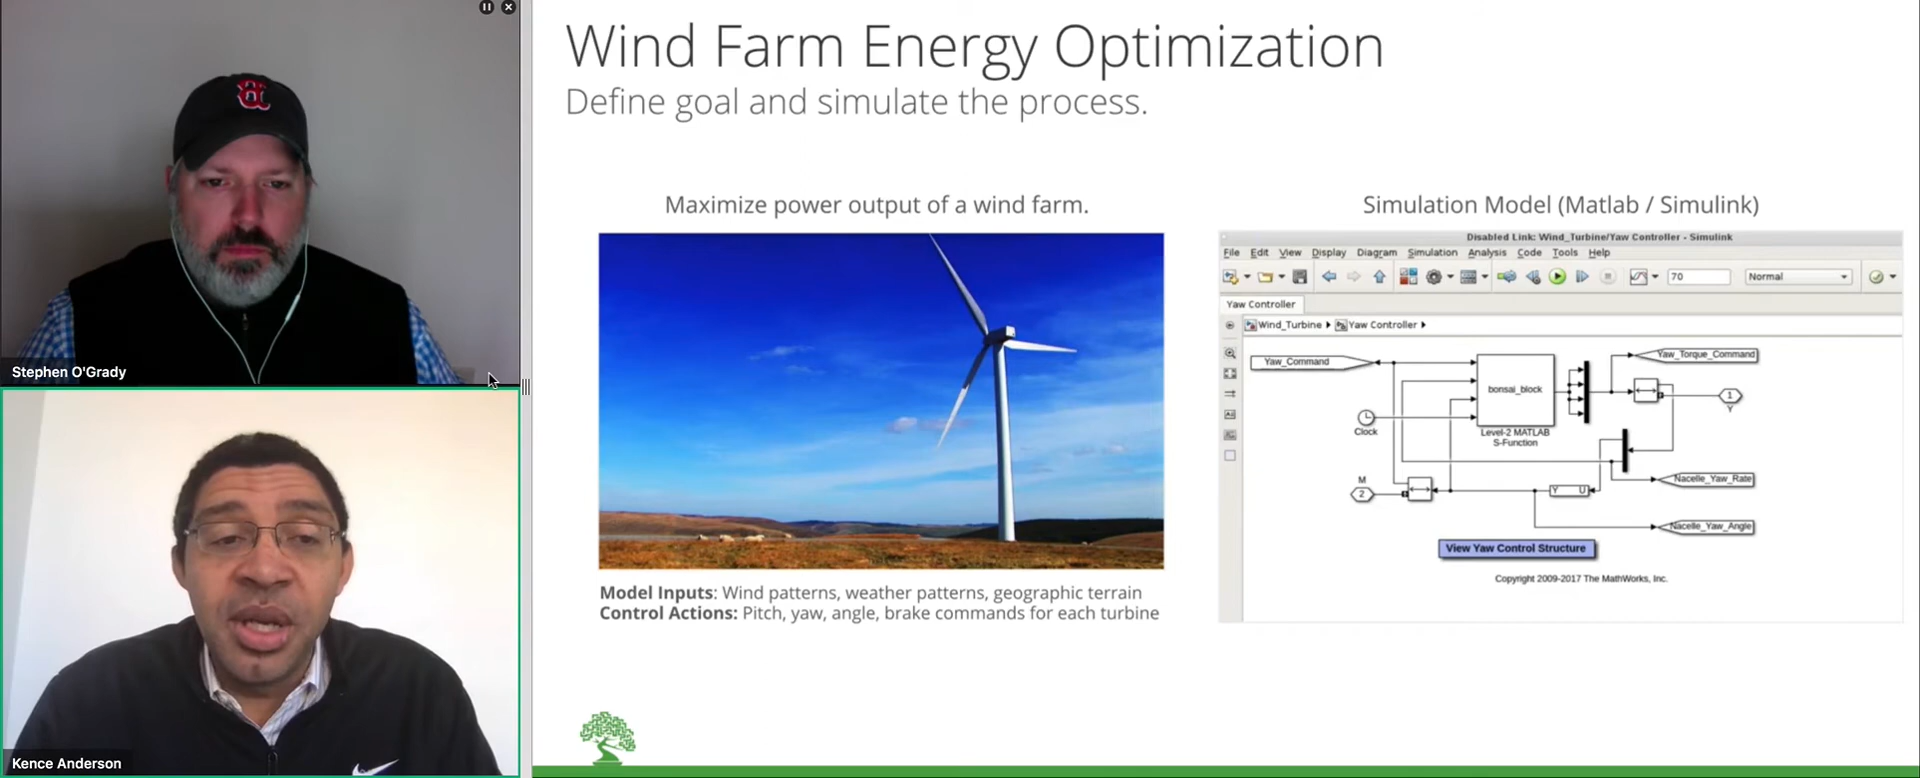 Stephen O'Grady
Kence Anderson
Wind Farm Energy Optimization
Define goal and simulate the process.
Maximize power output of a wind farm.
Model Inputs: Wind patterns, weather patterns, geographic terrain
Control Actions: Pitch, yaw, angle, brake commands for each turbine
Simulation Model (Matlab / Simulink)
Disabled Link: Wind_Turbine/Yaw Controller - Simulink
File Edit View Display Diagram Simulation Analysis Code Tools Help
70 Normal
Yaw Controller
Wind_Turbine Yaw Controller
Yaw_Command
Yaw_Torque_Command
bonsai_block
1
Y
Clock
Level-2 MATLAB
S-Function
M
2
Y U
Nacelle_Yaw_Rate
Nacelle_Yaw_Angle
View Yaw Control Structure
Copyright 2009-2017 The MathWorks, Inc.